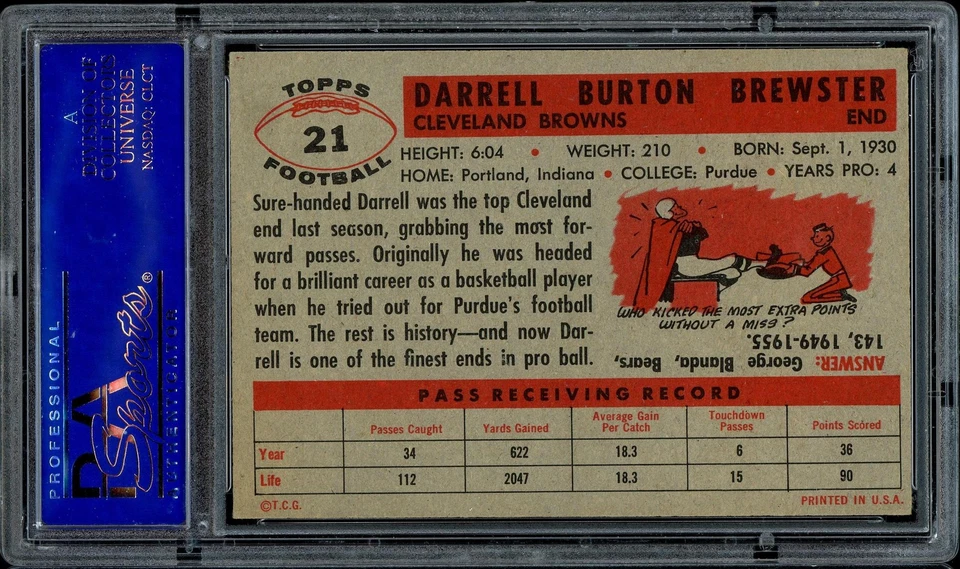 A
DIVISION OF
COLLECTORS
UNIVERSE
NASDAQ: CLCT
PROFESSIONAL
PSA
Sports®
AUTHENTICATOR
TOPPS
21
FOOTBALL
DARRELL BURTON BREWSTER
CLEVELAND BROWNS END
HEIGHT: 6:04 • WEIGHT: 210 • BORN: Sept. 1, 1930
HOME: Portland, Indiana • COLLEGE: Purdue • YEARS PRO: 4
Sure-handed Darrell was the top Cleveland
end last season, grabbing the most for-
ward passes. Originally he was headed
for a brilliant career as a basketball player
when he tried out for Purdue's football
team. The rest is history—and now Dar-
rell is one of the finest ends in pro ball.
WHO KICKED THE MOST EXTRA POINTS
WITHOUT A MISS?
ANSWER: George Blanda, Bears,
143, 1949-1955.
PASS RECEIVING RECORD
Passes Caught Yards Gained Average Gain Per Catch Touchdown Passes Points Scored
Year 34 622 18.3 6 36
Life 112 2047 18.3 15 90
©T.C.G. PRINTED IN U.S.A.